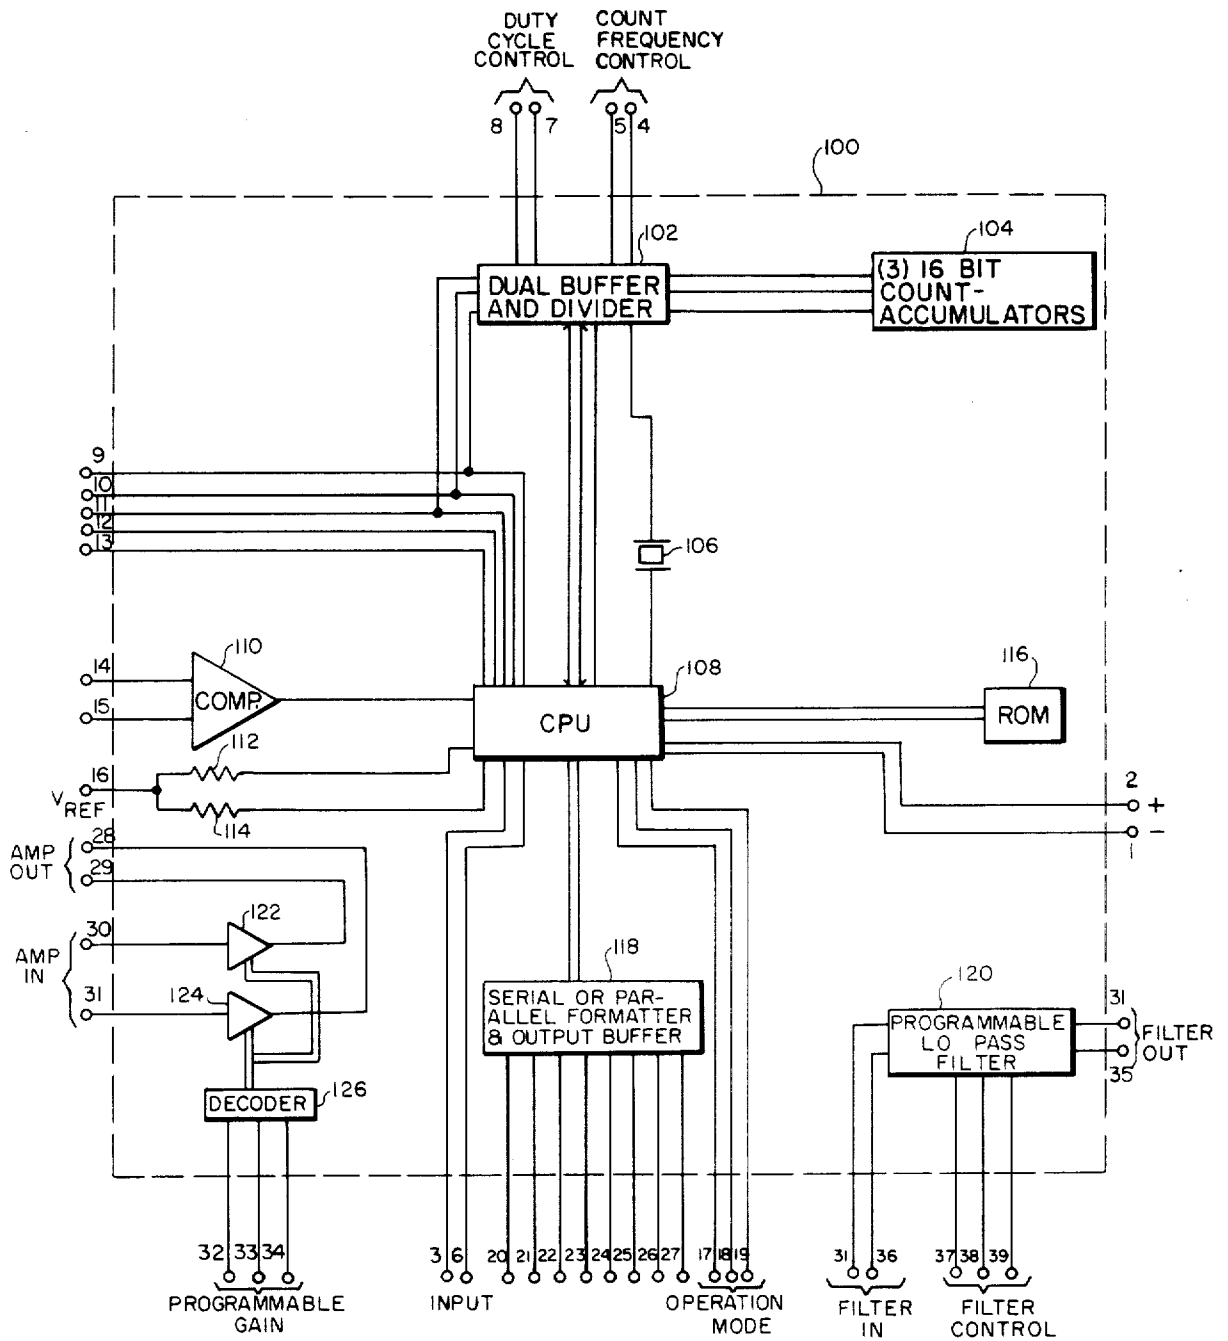 DUTY
CYCLE
CONTROL
COUNT
FREQUENCY
CONTROL
8
7
5
4
100
102
DUAL BUFFER
AND DIVIDER
104
(3) 16 BIT
COUNT-
ACCUMULATORS
9
10
11
12
13
106
14
15
110
COMP.
108
CPU
116
ROM
112
16
VREF
114
2
+
-
1
AMP
OUT
28
29
122
AMP
IN
30
31
124
118
SERIAL OR PAR-
ALLEL FORMATTER
& OUTPUT BUFFER
120
PROGRAMMABLE
LO PASS
FILTER
31
35
FILTER
OUT
126
DECODER
32 33 34
PROGRAMMABLE
GAIN
3 6
INPUT
20 21 22 23 24 25 26 27
17 18 19
OPERATION
MODE
31 36
FILTER
IN
37 38 39
FILTER
CONTROL